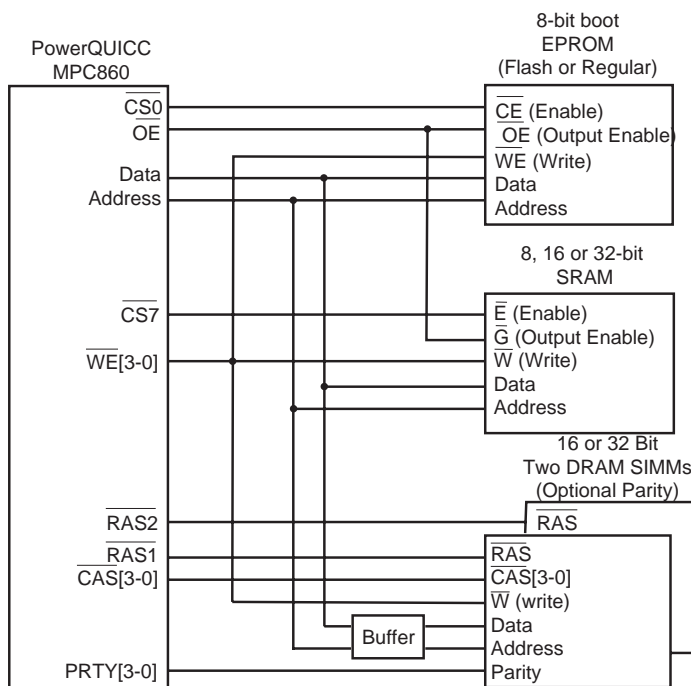 PowerQUICC
MPC860
CS0
OE
Data
Address
CS7
WE[3-0]
RAS2
RAS1
CAS[3-0]
PRTY[3-0]
8-bit boot
EPROM
(Flash or Regular)
CE (Enable)
OE (Output Enable)
WE (Write)
Data
Address
8, 16 or 32-bit
SRAM
E (Enable)
G (Output Enable)
W (Write)
Data
Address
16 or 32 Bit
Two DRAM SIMMs
(Optional Parity)
RAS
RAS
CAS[3-0]
W (write)
Data
Address
Parity
Buffer